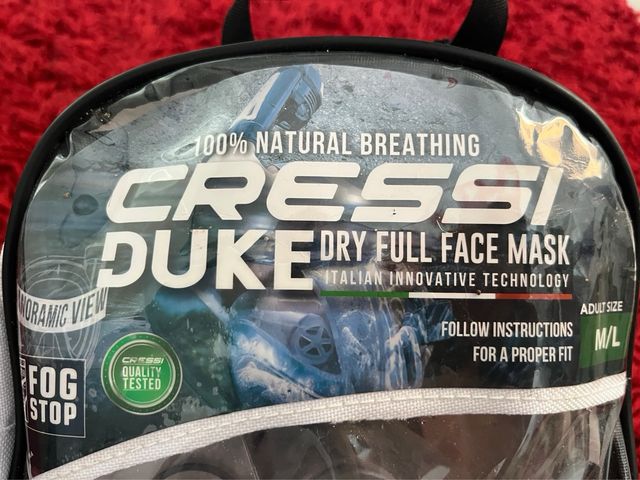 100% NATURAL BREATHING
CRESSI
DUKE
DRY FULL FACE MASK
ITALIAN INNOVATIVE TECHNOLOGY
VIEW
ADULT SIZE
M/L
FOLLOW INSTRUCTIONS
FOR A PROPER FIT
CRESSI
QUALITY
TESTED
FOG
STOP